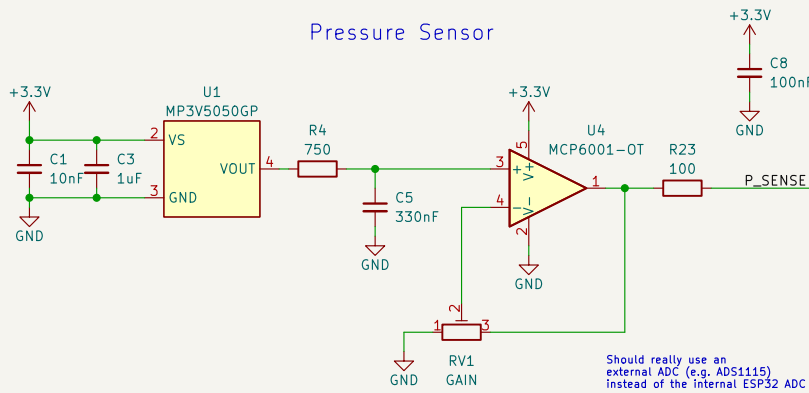 Pressure Sensor
+3.3V
C8
100nF
GND
+3.3V
C1
10nF
C3
1uF
GND
U1
MP3V5050GP
2
VS
3
GND
VOUT
4
R4
750
C5
330nF
GND
+3.3V
U4
MCP6001-OT
3
+
4
-
5
V+
2
V-
1
GND
R23
100
P_SENSE
1
2
3
RV1
GAIN
GND
Should really use an
external ADC (e.g. ADS1115)
instead of the internal ESP32 ADC